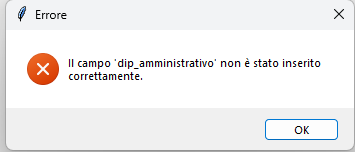 Errore
Il campo 'dip_amministrativo' non è stato inserito
correttamente.
OK